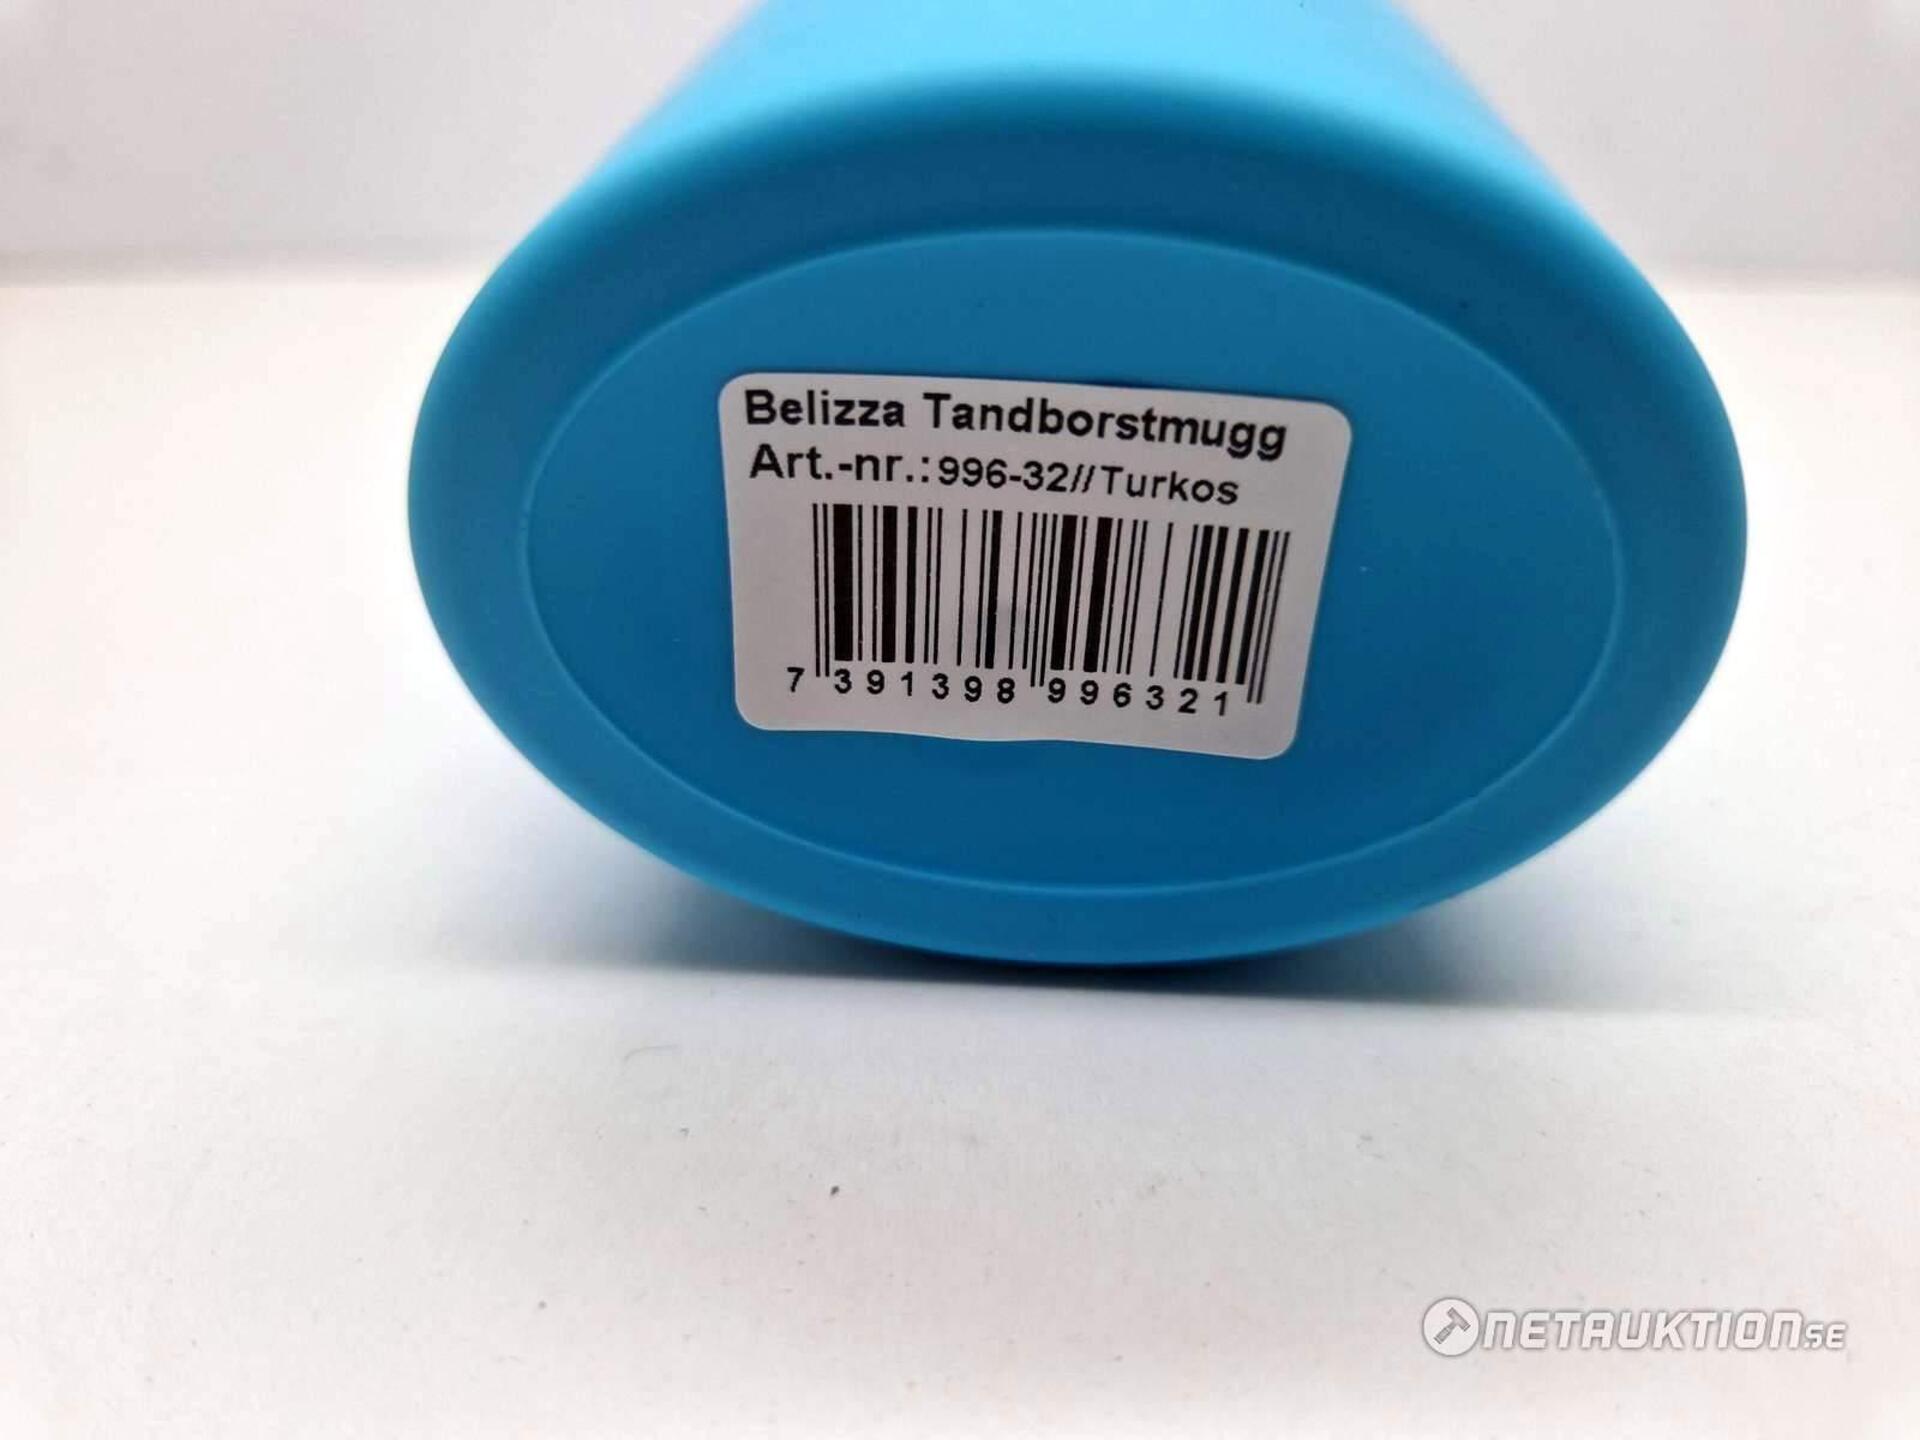 Belizza Tandborstmugg
Art.-nr.:996-32//Turkos
7 391398 996321
NETAUKTION.SE